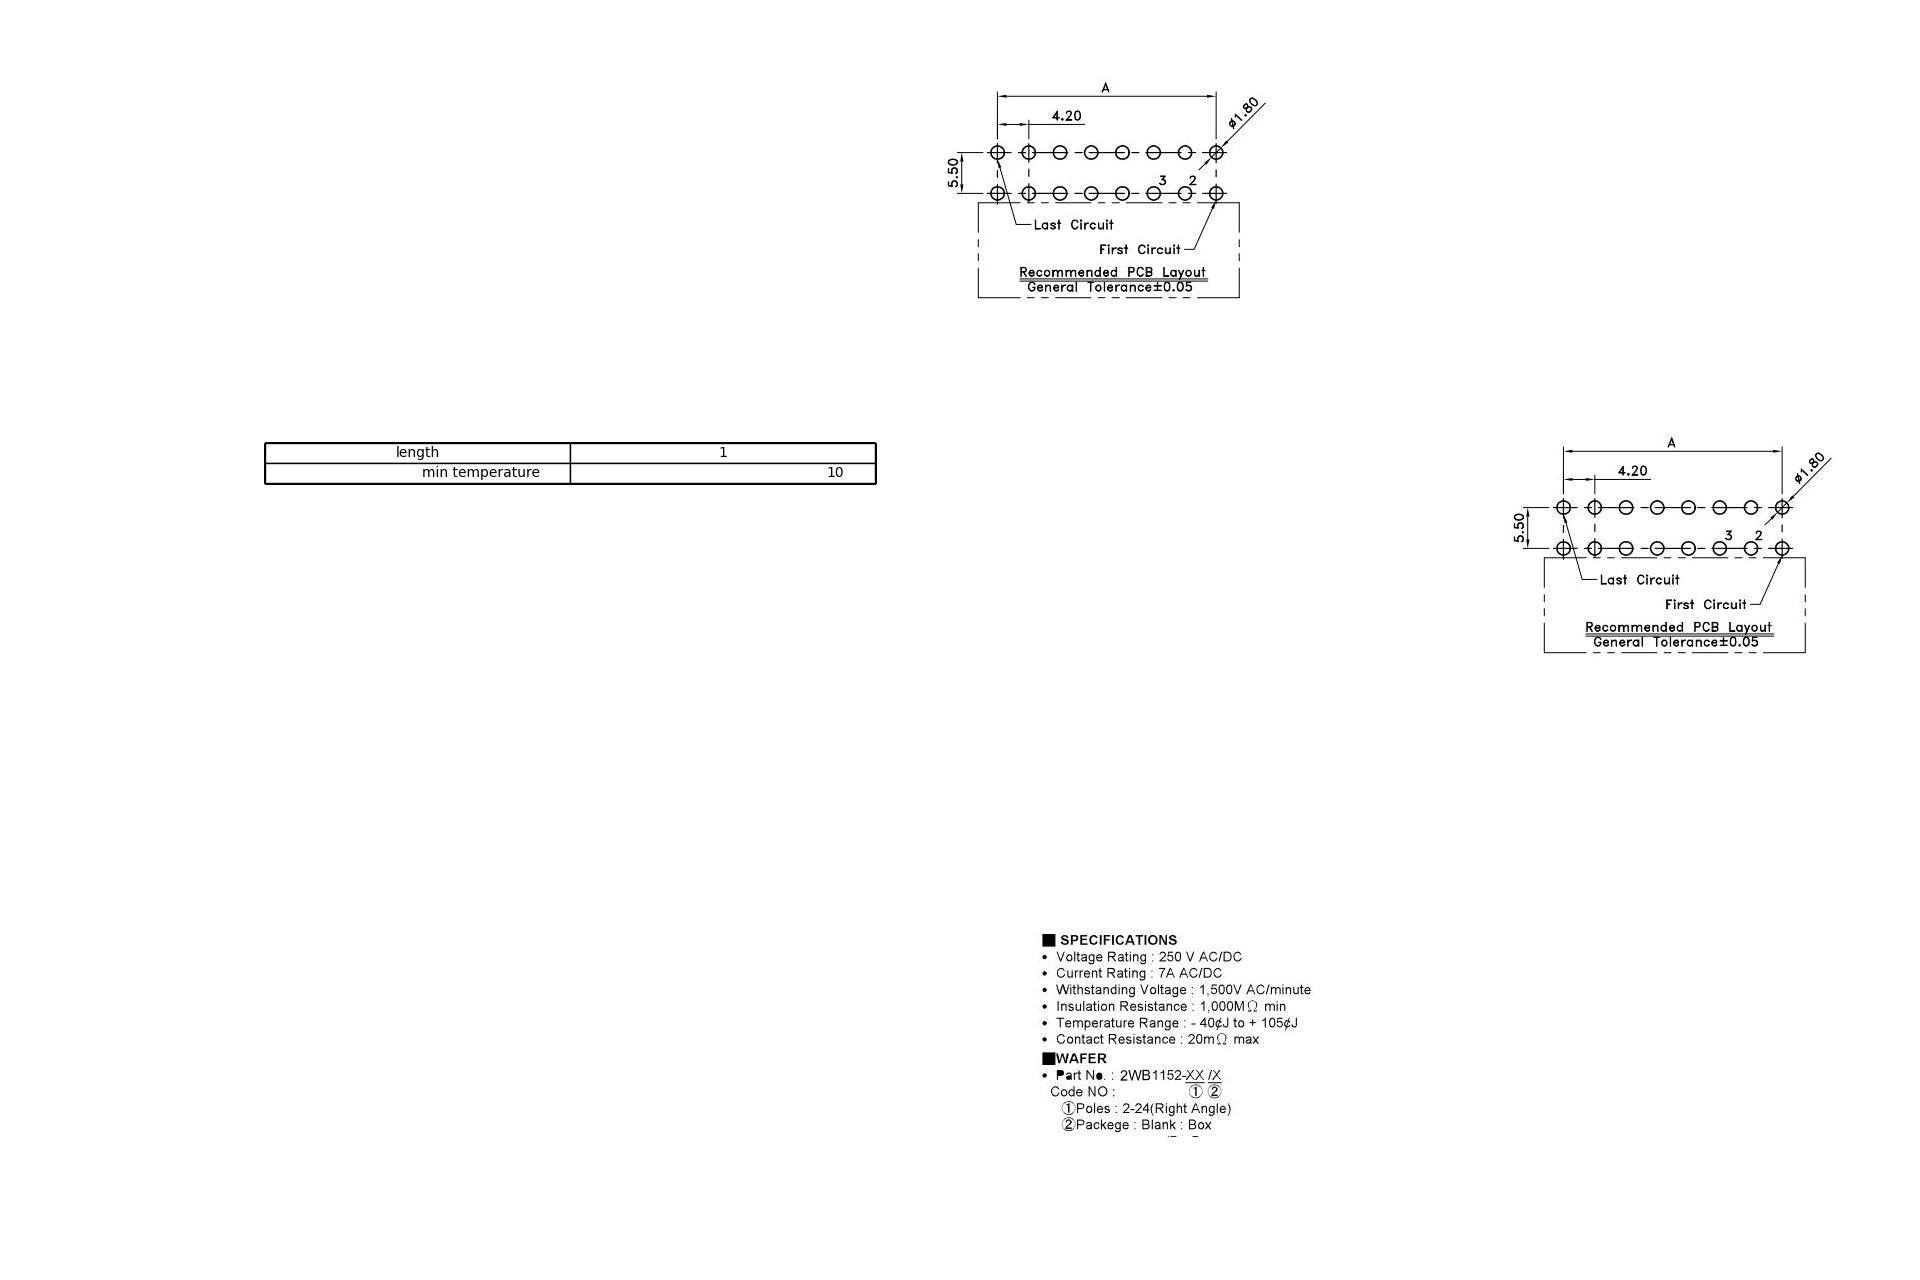 A
4.20
ø1.80
5.50
3 2
Last Circuit
First Circuit
Recommended PCB Layout
General Tolerance±0.05
length 1
min temperature 10
A
4.20
ø1.80
5.50
3 2
Last Circuit
First Circuit
Recommended PCB Layout
General Tolerance±0.05
■ SPECIFICATIONS
• Voltage Rating : 250 V AC/DC
• Current Rating : 7A AC/DC
• Withstanding Voltage : 1,500V AC/minute
• Insulation Resistance : 1,000MΩ min
• Temperature Range : - 40¢J to + 105¢J
• Contact Resistance : 20mΩ max
■WAFER
• Part No. : 2WB1152-XX /X
Code NO : ① ②
①Poles : 2-24(Right Angle)
②Packege : Blank : Box